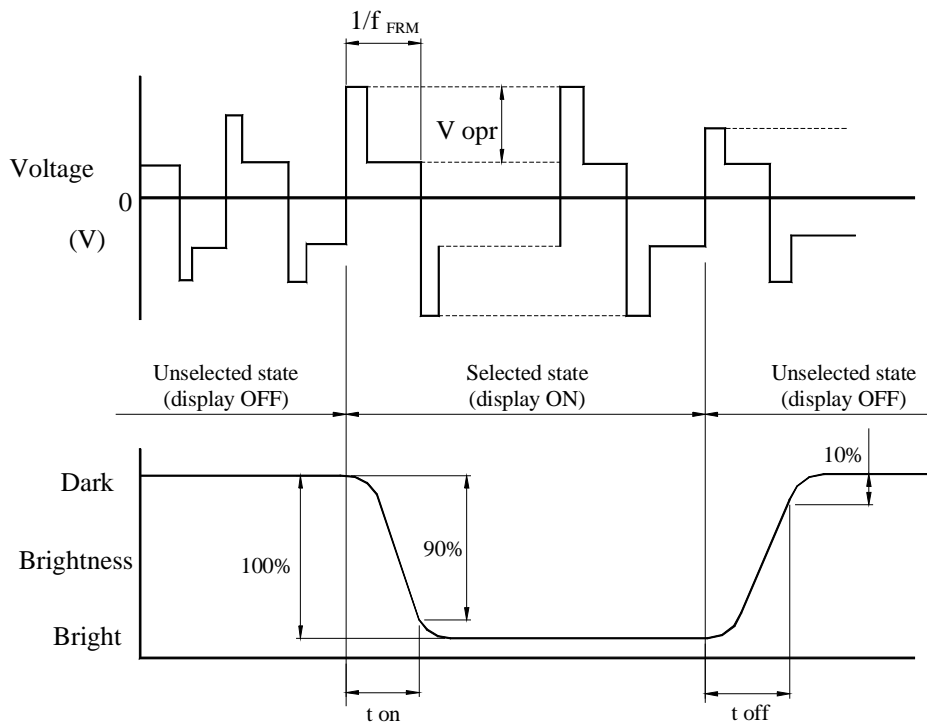 1/f FRM
V opr
Voltage
0
(V)
Unselected state
(display OFF)
Selected state
(display ON)
Unselected state
(display OFF)
10%
Dark
90%
Brightness
100%
Bright
t on
t off